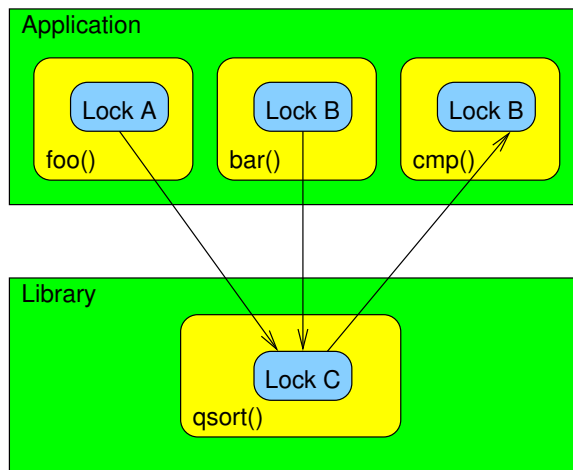 Application
Lock A
Lock B
Lock B
foo()
bar()
cmp()
Library
Lock C
qsort()